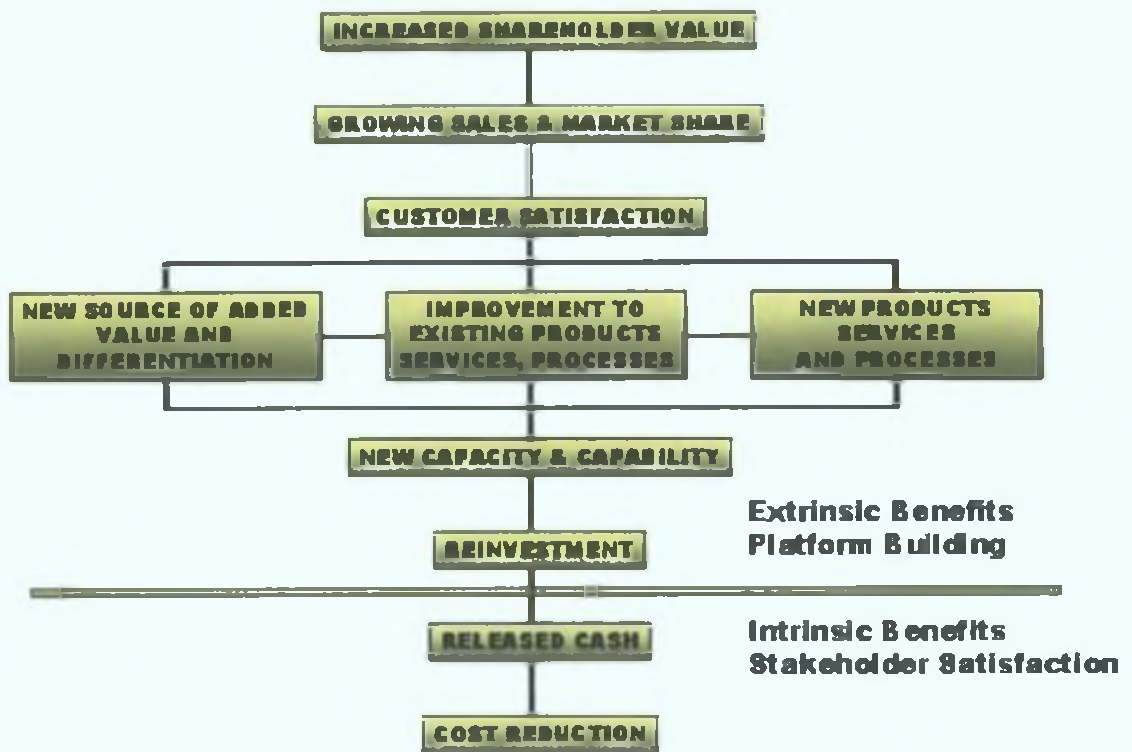 INCREASED SHAREHOLDER VALUE
GROWING SALES & MARKET SHARE
CUSTOMER SATISFACTION
NEW SOURCE OF ADDED
VALUE AND
DIFFERENTIATION
IMPROVEMENT TO
EXISTING PRODUCTS
SERVICES, PROCESSES
NEW PRODUCTS
SERVICES
AND PROCESSES
NEW CAPACITY & CAPABILITY
REINVESTMENT
Extrinsic Benefits
Platform Building
RELEASED CASH
Intrinsic Benefits
Stakeholder Satisfaction
COST REDUCTION